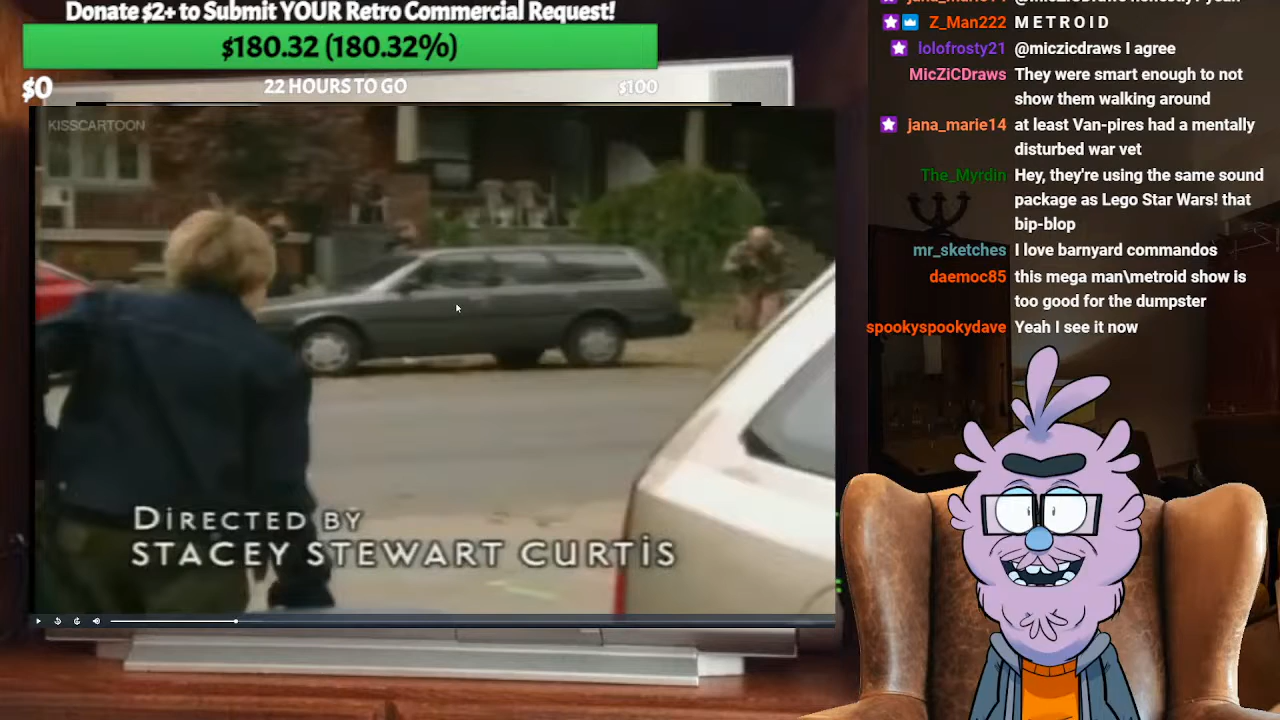 Donate $2+ to Submit YOUR Retro Commercial Request!
$180.32 (180.32%)
$0
22 HOURS TO GO
$100
KISSCARTOON
DIRECTED BY
STACEY STEWART CURTIS
Z_Man222 M E T R O I D
lolofrosty21 @miczicdraws I agree
MicZiCDraws They were smart enough to not
show them walking around
jana_marie14 at least Van-pires had a mentally
disturbed war vet
The_Myrdin Hey, they're using the same sound
package as Lego Star Wars! that
bip-blop
mr_sketches I love barnyard commandos
daemoc85 this mega man\metroid show is
too good for the dumpster
spookyspookydave Yeah I see it now